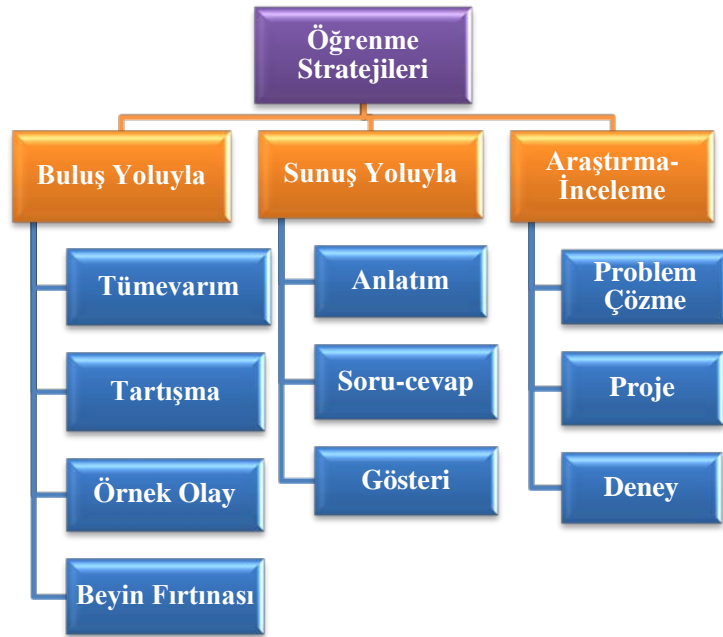 Öğrenme
Stratejileri
Buluş Yoluyla
Sunuş Yoluyla
Araştırma-
İnceleme
Tümevarım
Tartışma
Örnek Olay
Beyin Fırtınası
Anlatım
Soru-cevap
Gösteri
Problem
Çözme
Proje
Deney